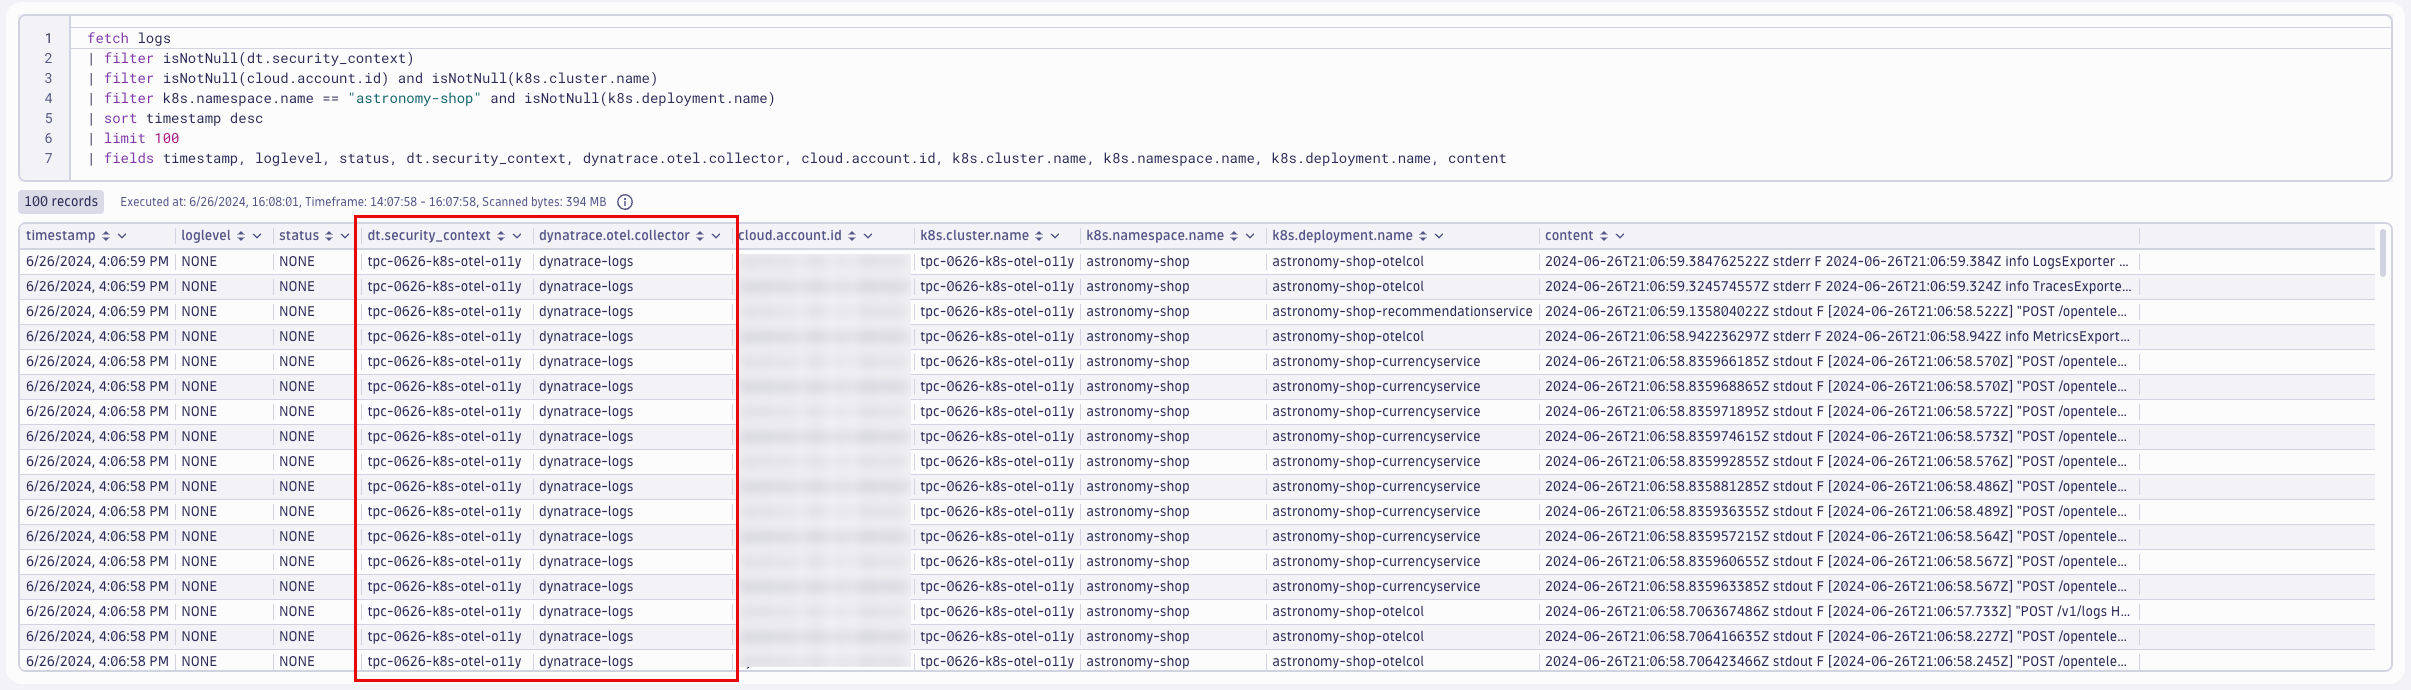 1 fetch logs
2 | filter isNotNull(dt.security_context)
3 | filter isNotNull(cloud.account.id) and isNotNull(k8s.cluster.name)
4 | filter k8s.namespace.name == "astronomy-shop" and isNotNull(k8s.deployment.name)
5 | sort timestamp desc
6 | limit 100
7 | fields timestamp, loglevel, status, dt.security_context, dynatrace.otel.collector, cloud.account.id, k8s.cluster.name, k8s.namespace.name, k8s.deployment.name, content
100 records Executed at: 6/26/2024, 16:08:01, Timeframe: 14:07:58 - 16:07:58, Scanned bytes: 394 MB
timestamp loglevel status dt.security_context dynatrace.otel.collector cloud.account.id k8s.cluster.name k8s.namespace.name k8s.deployment.name content
6/26/2024, 4:06:59 PM NONE NONE tpc-0626-k8s-otel-o11y dynatrace-logs tpc-0626-k8s-otel-o11y astronomy-shop astronomy-shop-otelcol 2024-06-26T21:06:59.384762522Z stderr F 2024-06-26T21:06:59.384Z info LogsExporter ...
6/26/2024, 4:06:59 PM NONE NONE tpc-0626-k8s-otel-o11y dynatrace-logs tpc-0626-k8s-otel-o11y astronomy-shop astronomy-shop-otelcol 2024-06-26T21:06:59.324574557Z stderr F 2024-06-26T21:06:59.324Z info TracesExporte...
6/26/2024, 4:06:59 PM NONE NONE tpc-0626-k8s-otel-o11y dynatrace-logs tpc-0626-k8s-otel-o11y astronomy-shop astronomy-shop-recommendationservice 2024-06-26T21:06:59.135804022Z stdout F [2024-06-26T21:06:58.522Z] "POST /opentele...
6/26/2024, 4:06:58 PM NONE NONE tpc-0626-k8s-otel-o11y dynatrace-logs tpc-0626-k8s-otel-o11y astronomy-shop astronomy-shop-otelcol 2024-06-26T21:06:58.942236297Z stderr F 2024-06-26T21:06:58.942Z info MetricsExport...
6/26/2024, 4:06:58 PM NONE NONE tpc-0626-k8s-otel-o11y dynatrace-logs tpc-0626-k8s-otel-o11y astronomy-shop astronomy-shop-currencyservice 2024-06-26T21:06:58.835966185Z stdout F [2024-06-26T21:06:58.570Z] "POST /opentele...
6/26/2024, 4:06:58 PM NONE NONE tpc-0626-k8s-otel-o11y dynatrace-logs tpc-0626-k8s-otel-o11y astronomy-shop astronomy-shop-currencyservice 2024-06-26T21:06:58.835968865Z stdout F [2024-06-26T21:06:58.570Z] "POST /opentele...
6/26/2024, 4:06:58 PM NONE NONE tpc-0626-k8s-otel-o11y dynatrace-logs tpc-0626-k8s-otel-o11y astronomy-shop astronomy-shop-currencyservice 2024-06-26T21:06:58.835971895Z stdout F [2024-06-26T21:06:58.572Z] "POST /opentele...
6/26/2024, 4:06:58 PM NONE NONE tpc-0626-k8s-otel-o11y dynatrace-logs tpc-0626-k8s-otel-o11y astronomy-shop astronomy-shop-currencyservice 2024-06-26T21:06:58.835974615Z stdout F [2024-06-26T21:06:58.573Z] "POST /opentele...
6/26/2024, 4:06:58 PM NONE NONE tpc-0626-k8s-otel-o11y dynatrace-logs tpc-0626-k8s-otel-o11y astronomy-shop astronomy-shop-currencyservice 2024-06-26T21:06:58.835992855Z stdout F [2024-06-26T21:06:58.576Z] "POST /opentele...
6/26/2024, 4:06:58 PM NONE NONE tpc-0626-k8s-otel-o11y dynatrace-logs tpc-0626-k8s-otel-o11y astronomy-shop astronomy-shop-currencyservice 2024-06-26T21:06:58.835881285Z stdout F [2024-06-26T21:06:58.486Z] "POST /opentele...
6/26/2024, 4:06:58 PM NONE NONE tpc-0626-k8s-otel-o11y dynatrace-logs tpc-0626-k8s-otel-o11y astronomy-shop astronomy-shop-currencyservice 2024-06-26T21:06:58.835936355Z stdout F [2024-06-26T21:06:58.489Z] "POST /opentele...
6/26/2024, 4:06:58 PM NONE NONE tpc-0626-k8s-otel-o11y dynatrace-logs tpc-0626-k8s-otel-o11y astronomy-shop astronomy-shop-currencyservice 2024-06-26T21:06:58.835957215Z stdout F [2024-06-26T21:06:58.564Z] "POST /opentele...
6/26/2024, 4:06:58 PM NONE NONE tpc-0626-k8s-otel-o11y dynatrace-logs tpc-0626-k8s-otel-o11y astronomy-shop astronomy-shop-currencyservice 2024-06-26T21:06:58.835960655Z stdout F [2024-06-26T21:06:58.567Z] "POST /opentele...
6/26/2024, 4:06:58 PM NONE NONE tpc-0626-k8s-otel-o11y dynatrace-logs tpc-0626-k8s-otel-o11y astronomy-shop astronomy-shop-currencyservice 2024-06-26T21:06:58.835963385Z stdout F [2024-06-26T21:06:58.567Z] "POST /opentele...
6/26/2024, 4:06:58 PM NONE NONE tpc-0626-k8s-otel-o11y dynatrace-logs tpc-0626-k8s-otel-o11y astronomy-shop astronomy-shop-otelcol 2024-06-26T21:06:58.706367486Z stdout F [2024-06-26T21:06:57.733Z] "POST /v1/logs H...
6/26/2024, 4:06:58 PM NONE NONE tpc-0626-k8s-otel-o11y dynatrace-logs tpc-0626-k8s-otel-o11y astronomy-shop astronomy-shop-otelcol 2024-06-26T21:06:58.706416635Z stdout F [2024-06-26T21:06:58.227Z] "POST /opentele...
6/26/2024, 4:06:58 PM NONE NONE tpc-0626-k8s-otel-o11y dynatrace-logs tpc-0626-k8s-otel-o11y astronomy-shop astronomy-shop-otelcol 2024-06-26T21:06:58.706423466Z stdout F [2024-06-26T21:06:58.245Z] "POST /opentele...